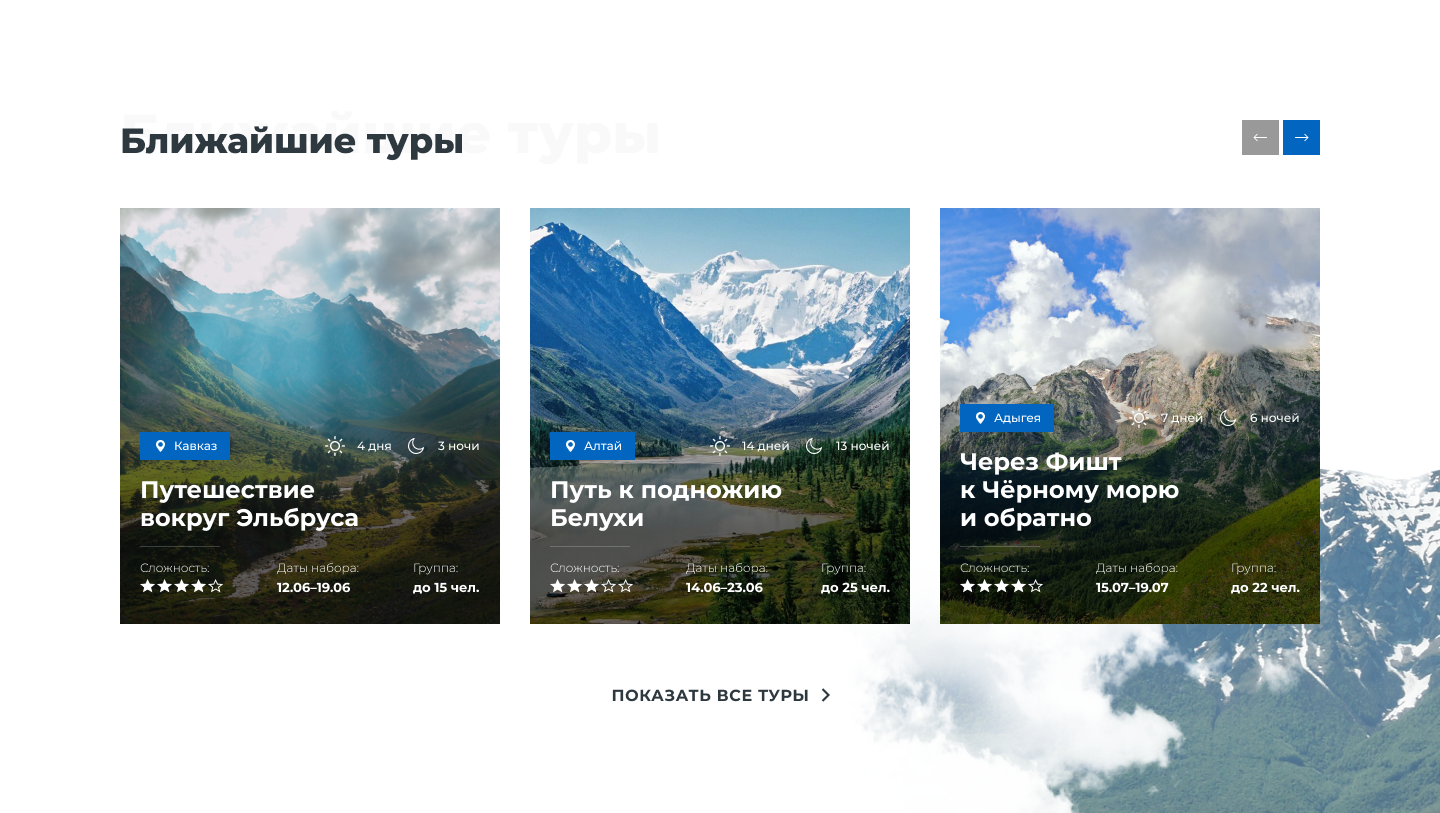 Ближайшие туры
Ближайшие туры
Кавказ
4 дня
3 ночи
Путешествие
вокруг Эльбруса
Сложность:
Даты набора:
Группа:
12.06–19.06
до 15 чел.
Алтай
14 дней
13 ночей
Путь к подножию
Белухи
Сложность:
Даты набора:
Группа:
14.06–23.06
до 25 чел.
Адыгея
7 дней
6 ночей
Через Фишт
к Чёрному морю
и обратно
Сложность:
Даты набора:
Группа:
15.07–19.07
до 22 чел.
ПОКАЗАТЬ ВСЕ ТУРЫ